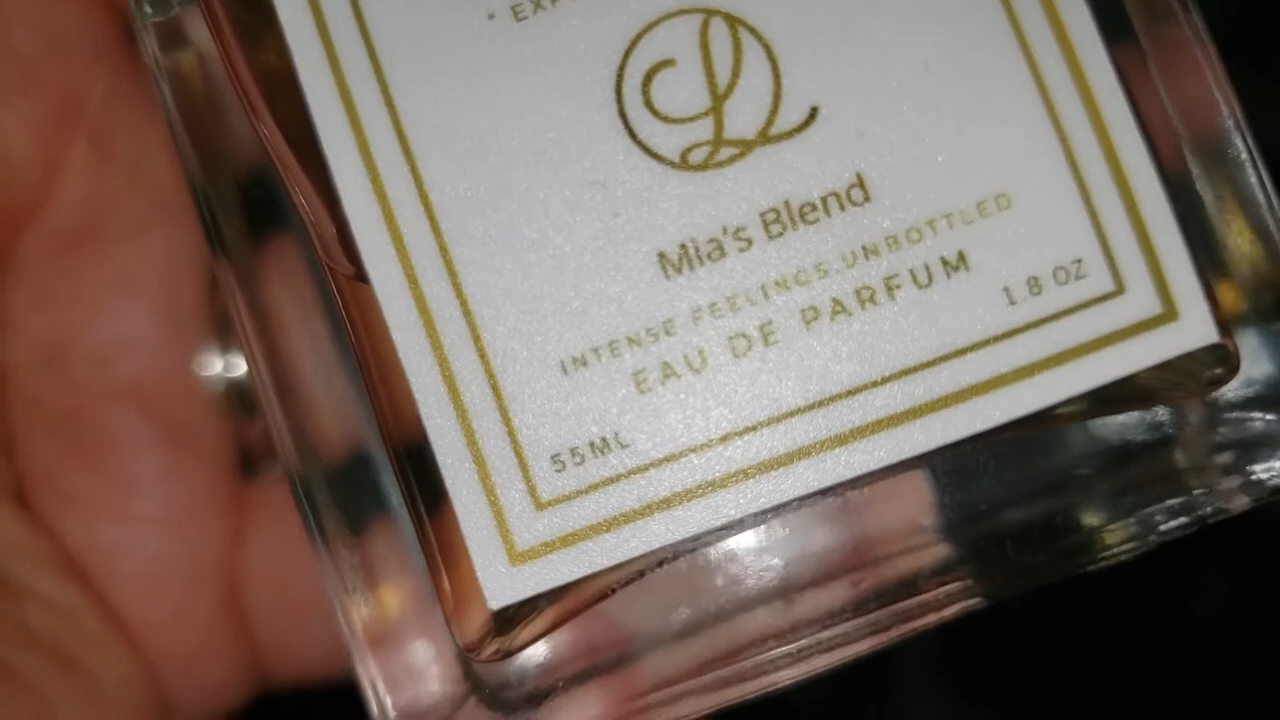 Mia's Blend
INTENSE FEELINGS UNBOTTLED
EAU DE PARFUM
55ML 1.8 OZ